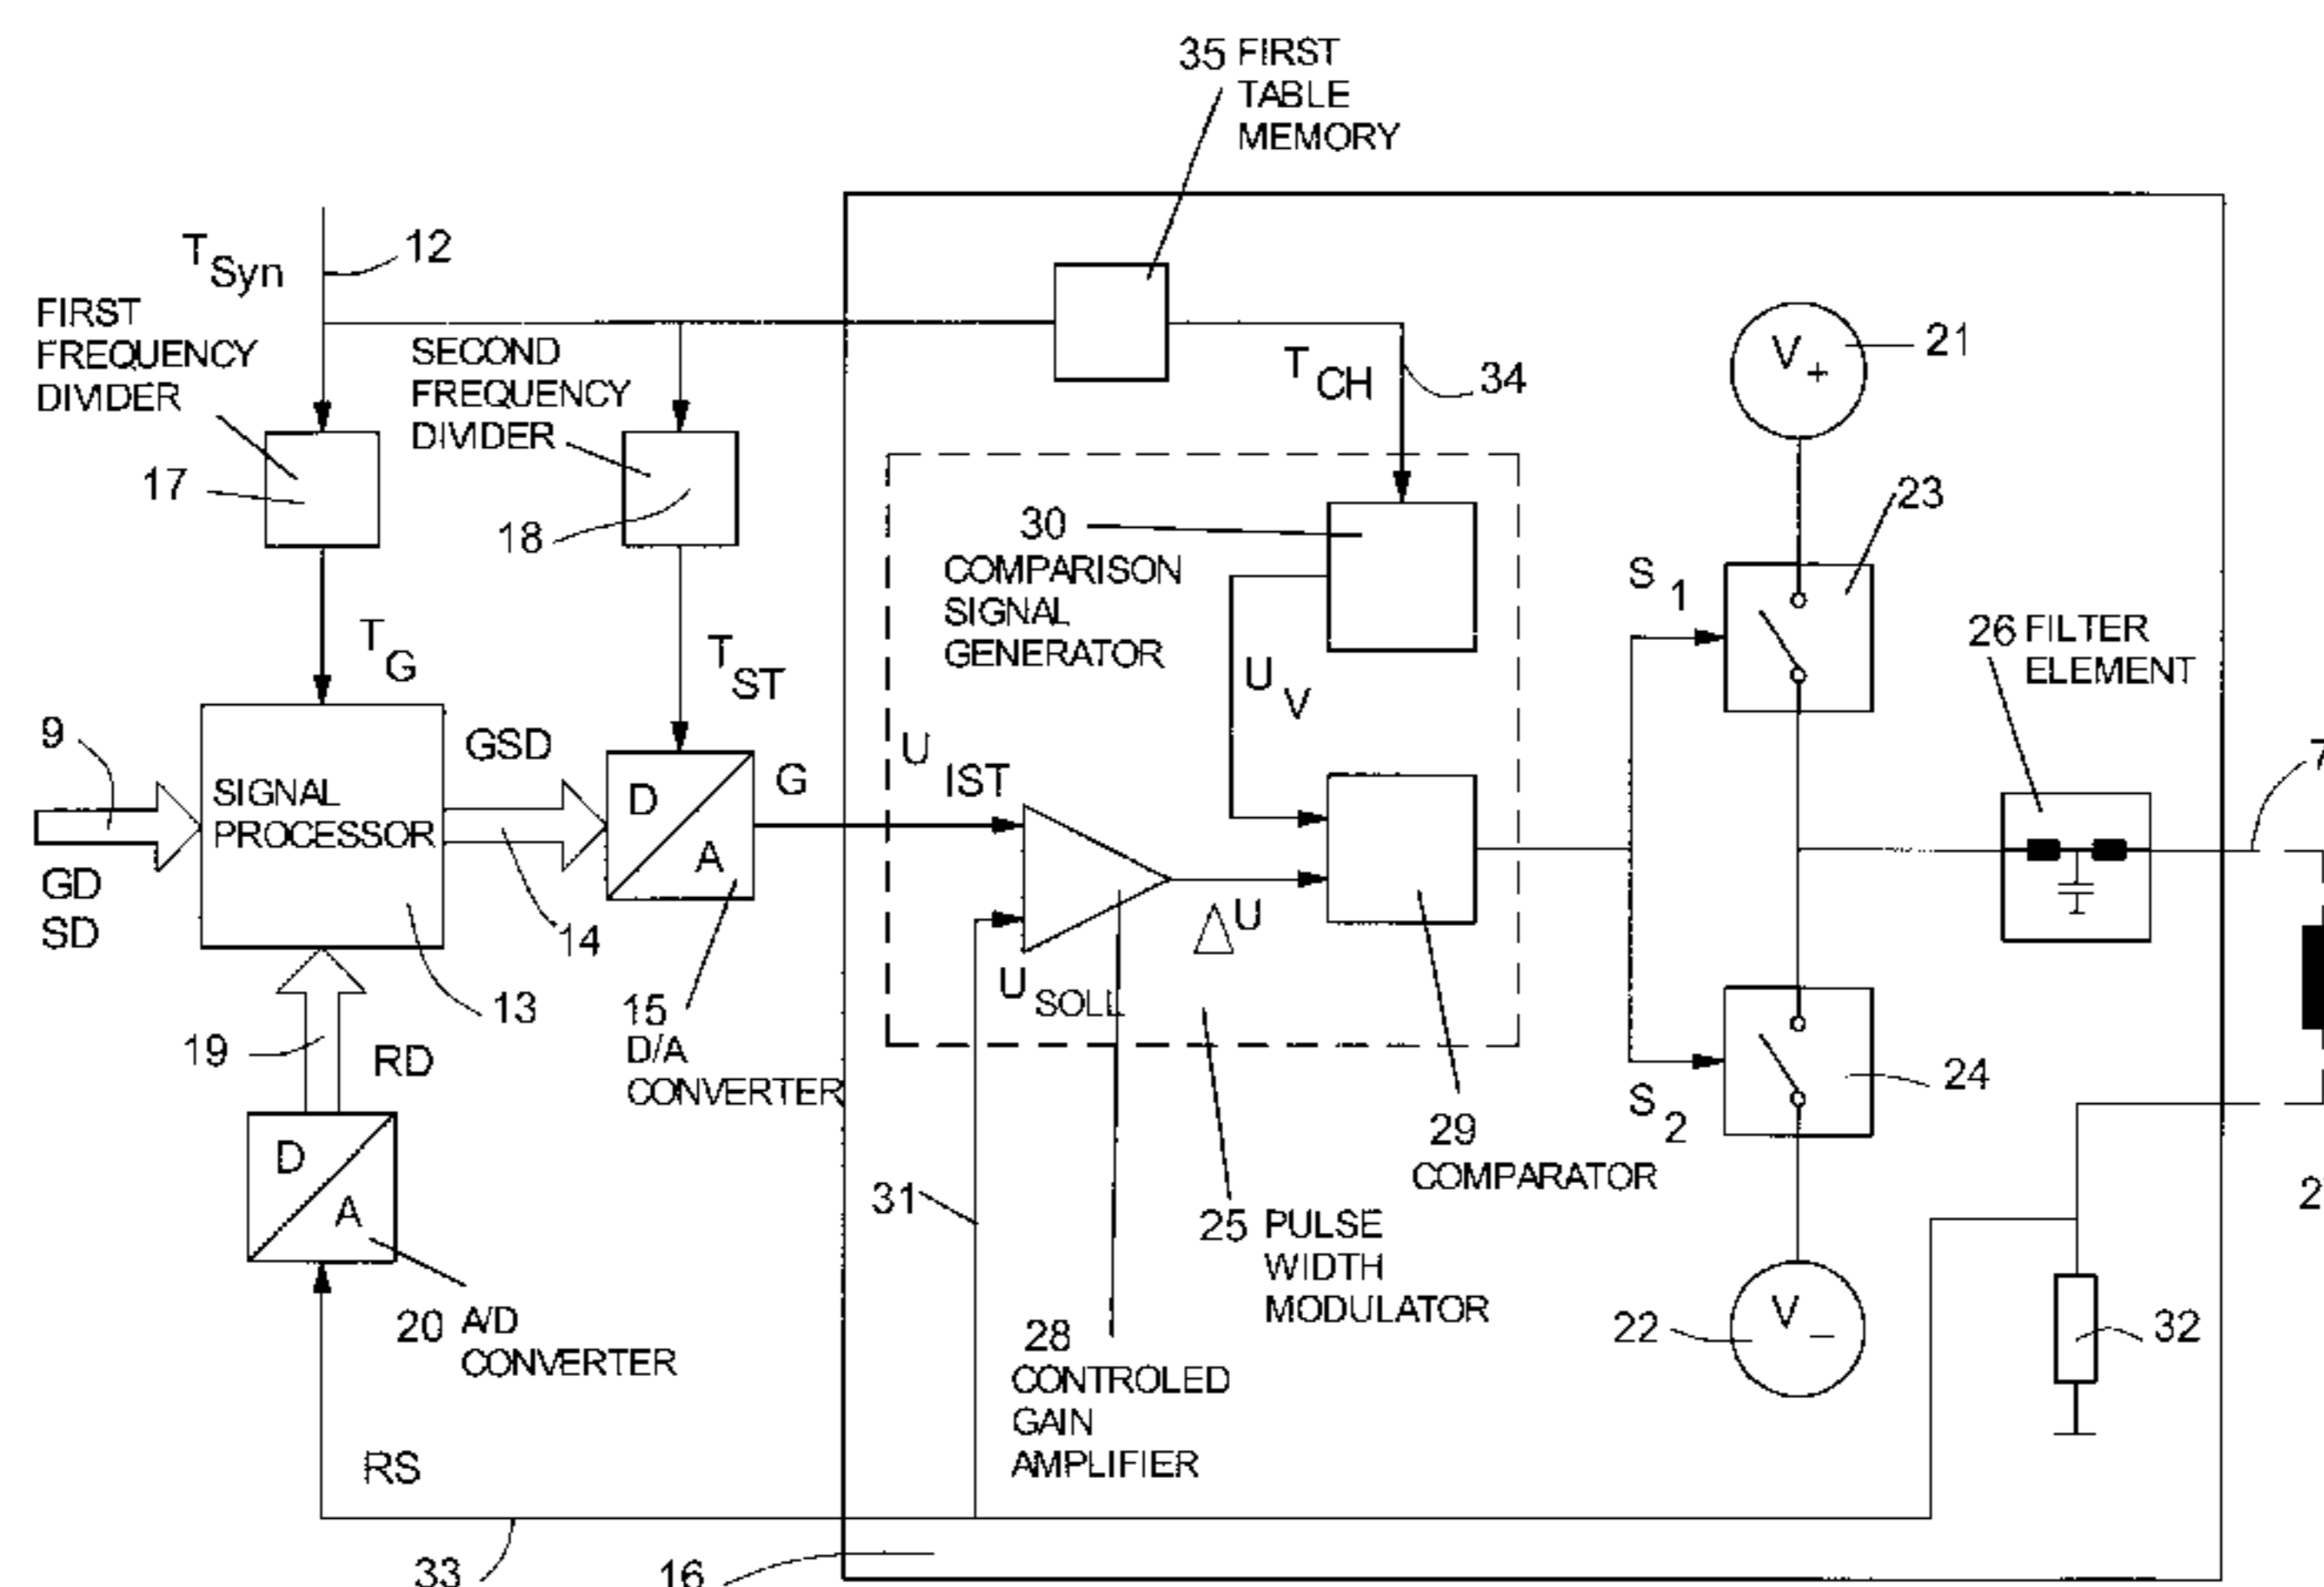 35 FIRST
TABLE
MEMORY
T Syn
12
FIRST
FREQUENCY
DIVIDER
SECOND
FREQUENCY
DIVIDER
T CH
34
V +
21
17
18
30
COMPARISON
SIGNAL
GENERATOR
23
S 1
26 FILTER
ELEMENT
T G
T ST
U V
9
SIGNAL
PROCESSOR
GSD
D
A
G
U IST
7
GD
SD
14
13
15
D/A
CONVERTER
U SOLL
ΔU
24
S 2
19
RD
D
A
29
COMPARATOR
31
25 PULSE
WIDTH
MODULATOR
2
20 A/D
CONVERTER
28
CONTROLED
GAIN
AMPLIFIER
22
V −
32
RS
33
16